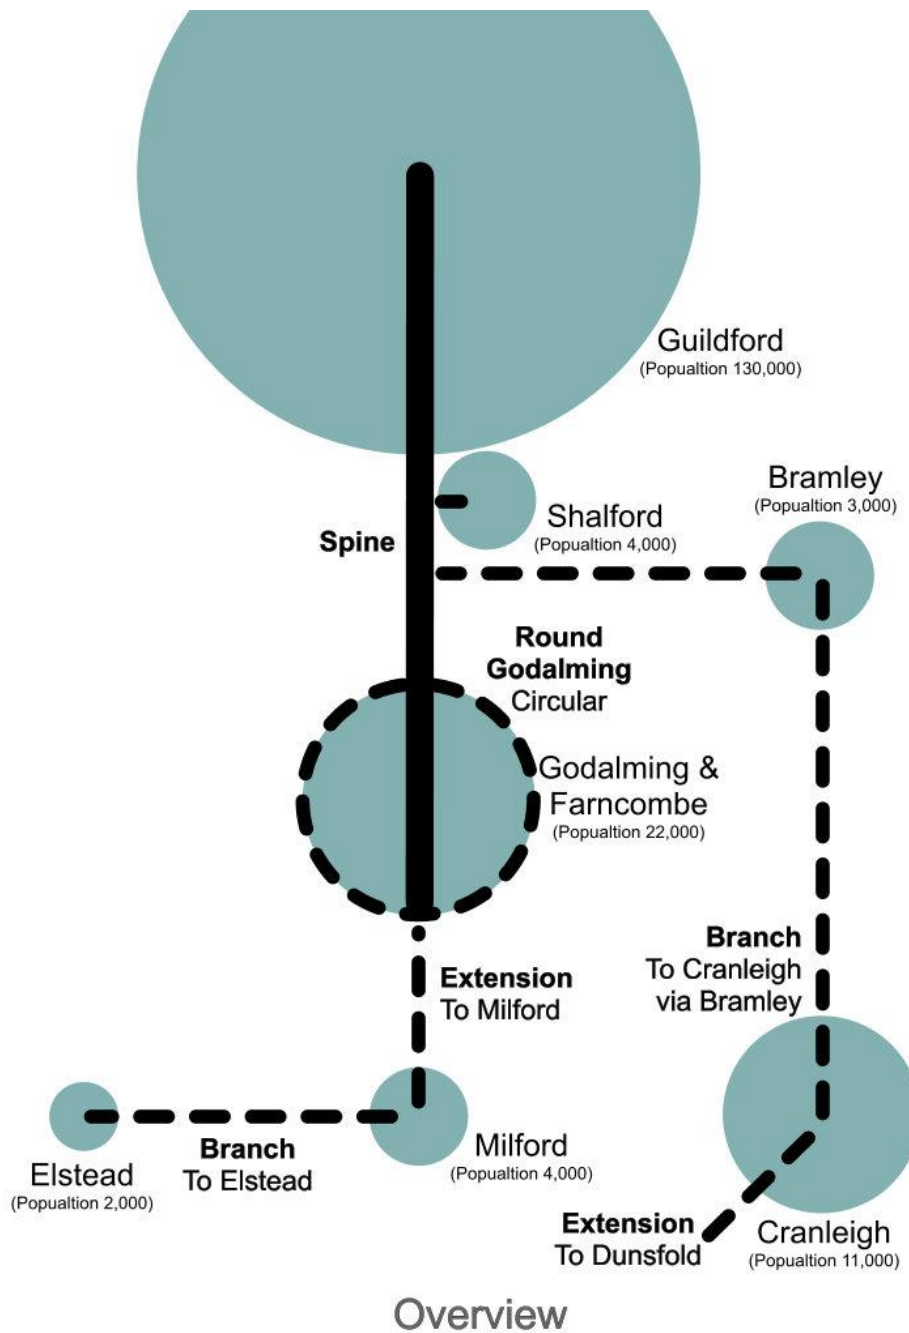 Guildford
(Popualtion 130,000)
Bramley
(Popualtion 3,000)
Shalford
(Popualtion 4,000)
Spine
Round
Godalming
Circular
Godalming &
Farncombe
(Popualtion 22,000)
Branch
To Cranleigh
via Bramley
Extension
To Milford
Milford
(Popualtion 4,000)
Branch
To Elstead
Elstead
(Popualtion 2,000)
Extension
To Dunsfold
Cranleigh
(Popualtion 11,000)
Overview